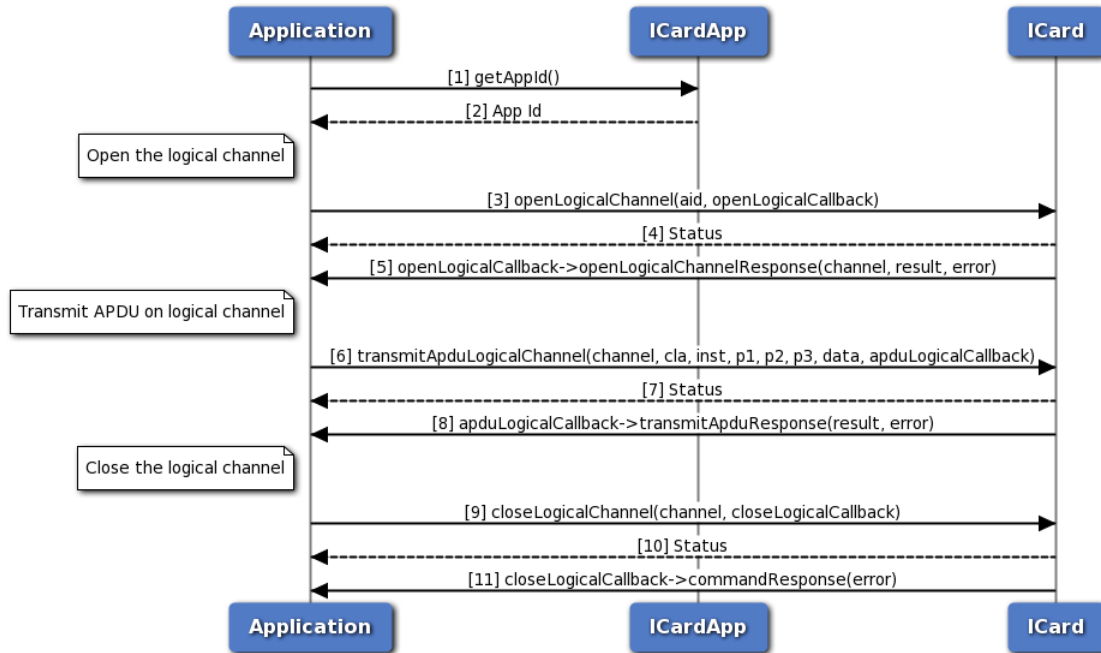 Application
ICardApp
ICard
[1] getAppId()
[2] App Id
Open the logical channel
[3] openLogicalChannel(aid, openLogicalCallback)
[4] Status
[5] openLogicalCallback->openLogicalChannelResponse(channel, result, error)
Transmit APDU on logical channel
[6] transmitApduLogicalChannel(channel, cla, inst, p1, p2, p3, data, apduLogicalCallback)
[7] Status
[8] apduLogicalCallback->transmitApduResponse(result, error)
Close the logical channel
[9] closeLogicalChannel(channel, closeLogicalCallback)
[10] Status
[11] closeLogicalCallback->commandResponse(error)
Application
ICardApp
ICard